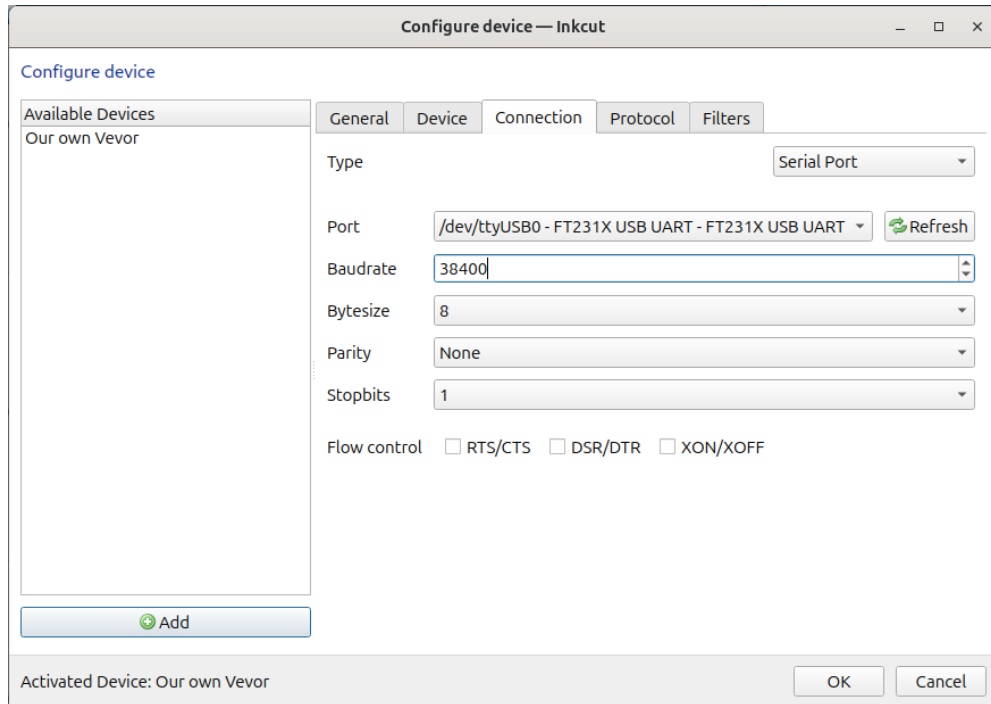 Configure device — Inkcut
Configure device
Available Devices
Our own Vevor
Add
General Device Connection Protocol Filters
Type Serial Port
Port /dev/ttyUSB0 - FT231X USB UART - FT231X USB UART Refresh
Baudrate 38400
Bytesize 8
Parity None
Stopbits 1
Flow control RTS/CTS DSR/DTR XON/XOFF
Activated Device: Our own Vevor OK Cancel